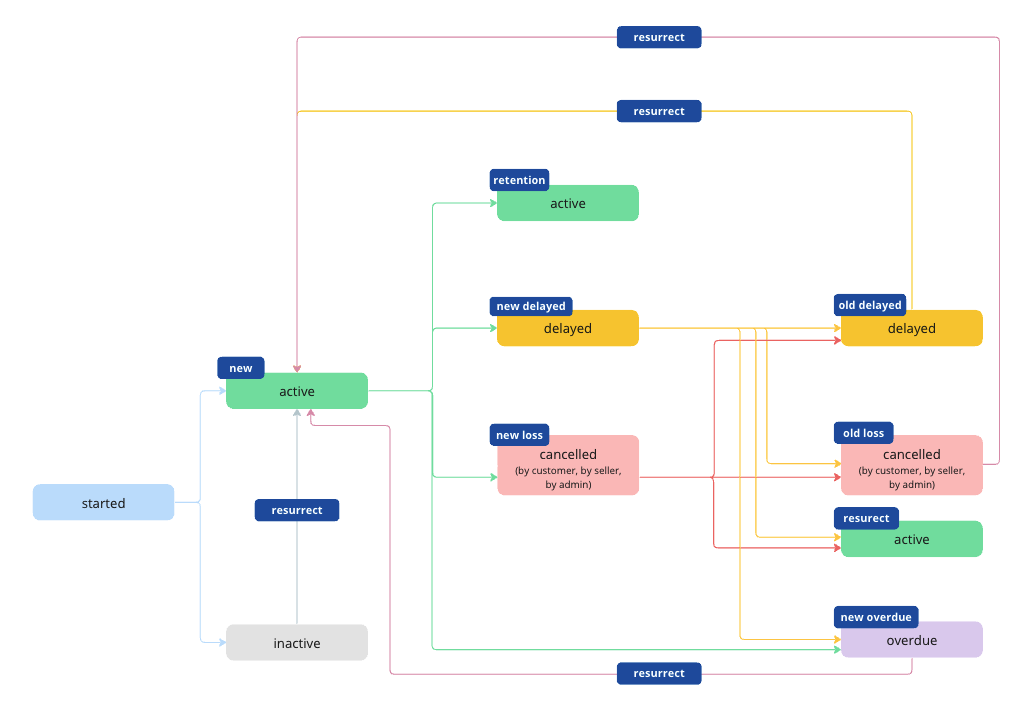 resurrect
resurrect
retention
active
new delayed
delayed
old delayed
delayed
new
active
new loss
cancelled
(by customer, by seller,
by admin)
old loss
cancelled
(by customer, by seller,
by admin)
started
resurrect
resurect
active
inactive
new overdue
overdue
resurrect